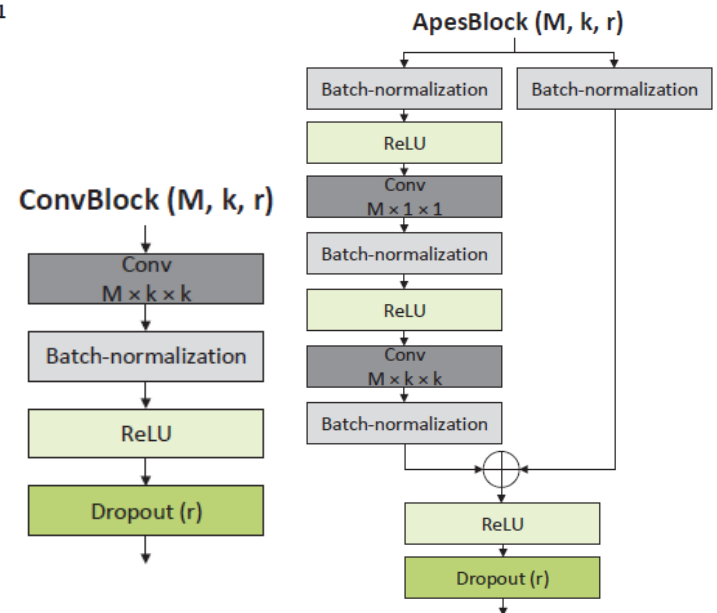 1
ConvBlock (M, k, r)
Conv
M × k × k
Batch-normalization
ReLU
Dropout (r)
ApesBlock (M, k, r)
Batch-normalization
Batch-normalization
ReLU
Conv
M × 1 × 1
Batch-normalization
ReLU
Conv
M × k × k
Batch-normalization
ReLU
Dropout (r)